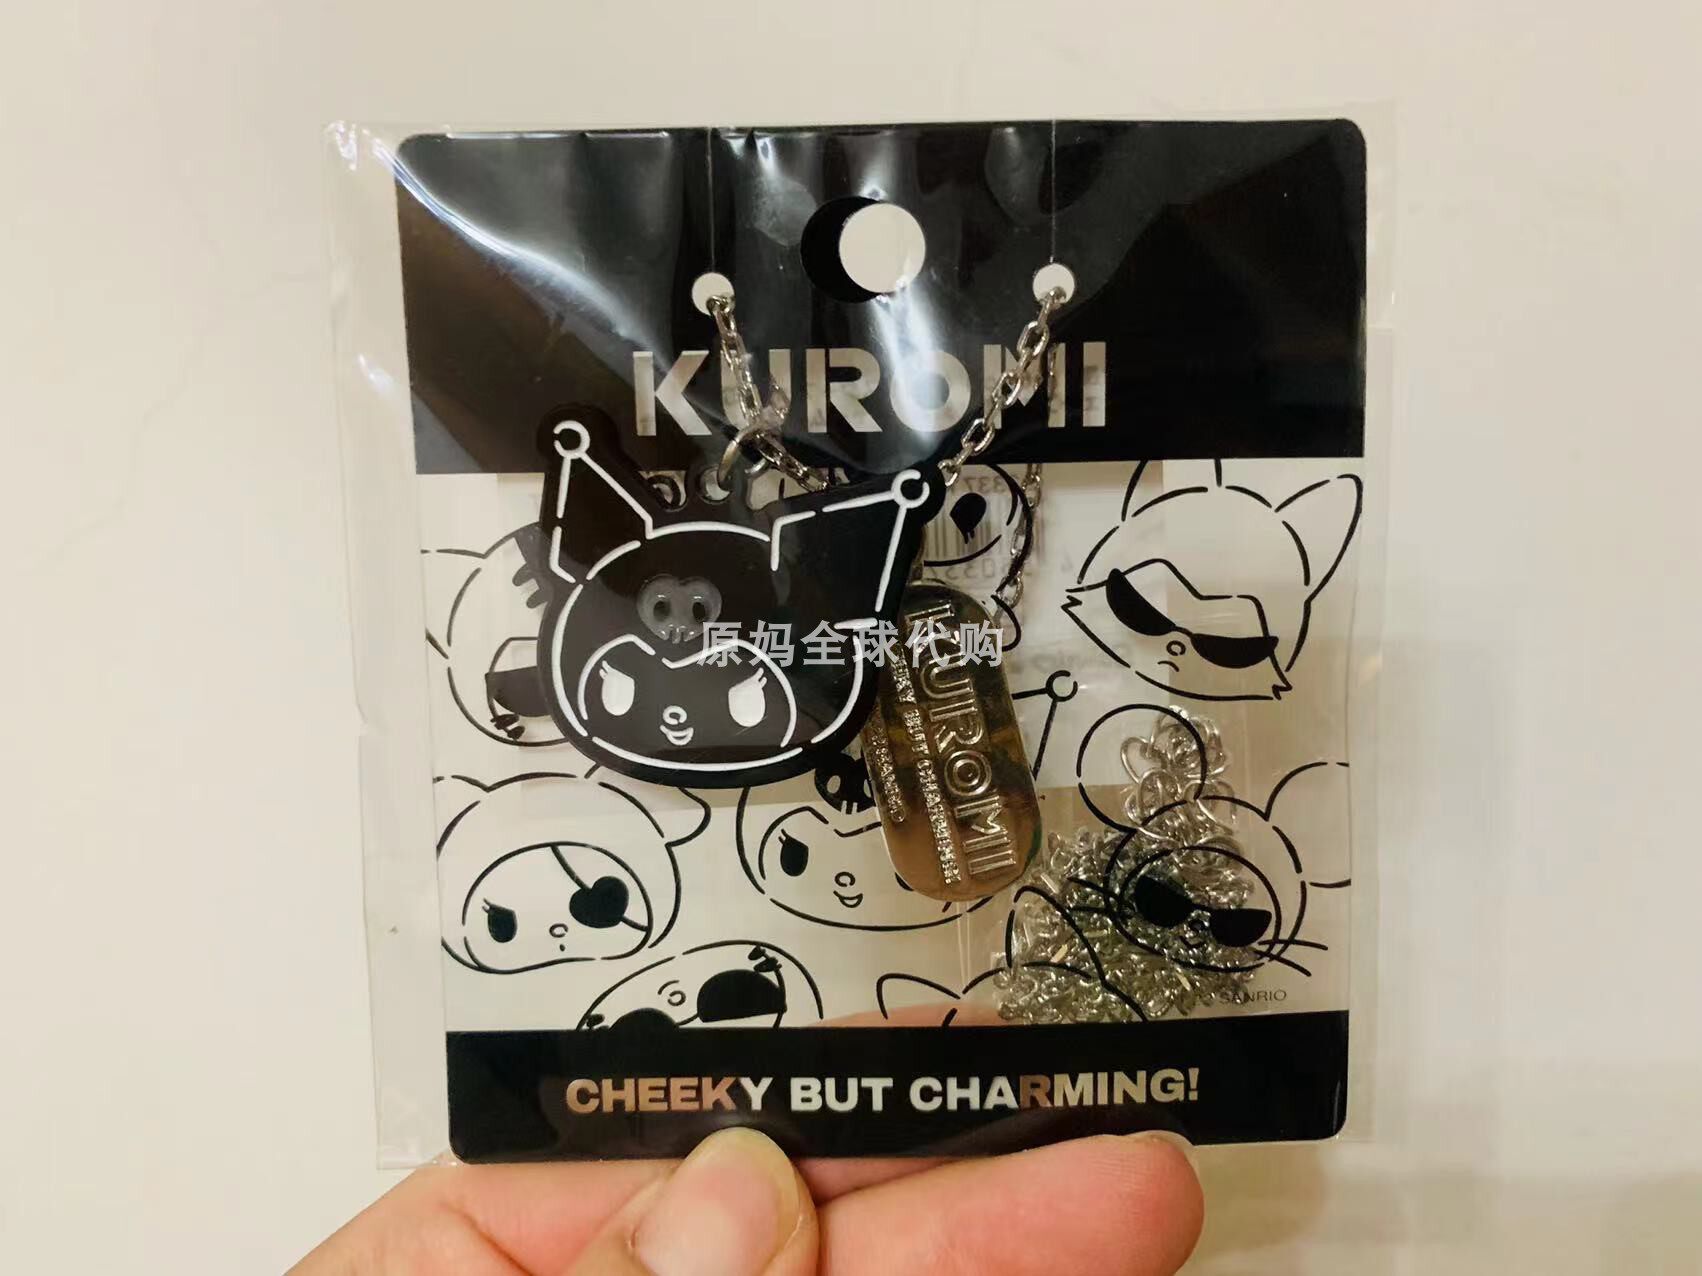 KUROMI
原妈全球代购
KUROMI
CHEEKY BUT CHARMING!
SANRIO
CHEEKY BUT CHARMING!